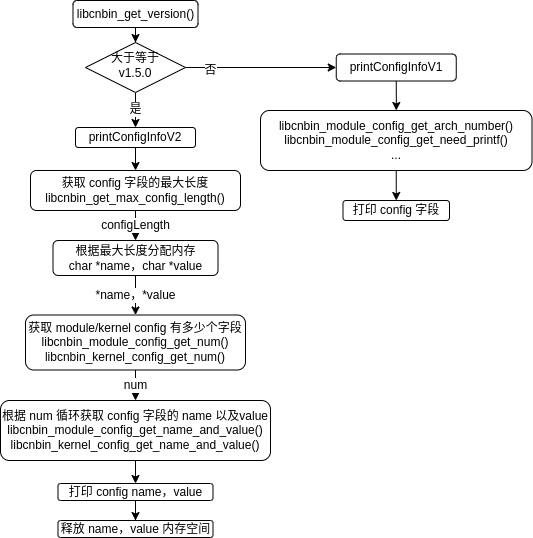 libcnbin_get_version()
大于等于
v1.5.0
否
是
printConfigInfoV1
libcnbin_module_config_get_arch_number()
libcnbin_module_config_get_need_printf()
...
打印 config 字段
printConfigInfoV2
获取 config 字段的最大长度
libcnbin_get_max_config_length()
configLength
根据最大长度分配内存
char *name，char *value
*name，*value
获取 module/kernel config 有多少个字段
libcnbin_module_config_get_num()
libcnbin_kernel_config_get_num()
num
根据 num 循环获取 config 字段的 name 以及value
libcnbin_module_config_get_name_and_value()
libcnbin_kernel_config_get_name_and_value()
打印 config name，value
释放 name，value 内存空间